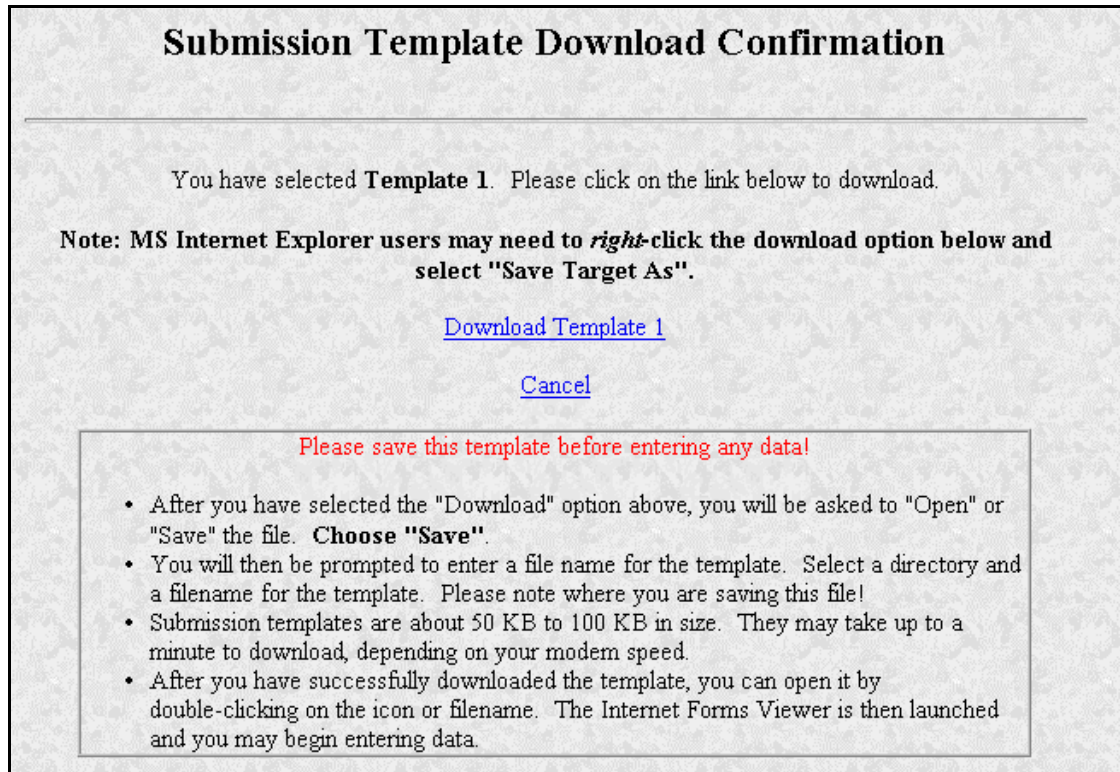 Submission Template Download Confirmation
You have selected Template 1. Please click on the link below to download.
Note: MS Internet Explorer users may need to right-click the download option below and
select "Save Target As".
Download Template 1
Cancel
Please save this template before entering any data!
• After you have selected the "Download" option above, you will be asked to "Open" or
"Save" the file. Choose "Save".
• You will then be prompted to enter a file name for the template. Select a directory and
a filename for the template. Please note where you are saving this file!
• Submission templates are about 50 KB to 100 KB in size. They may take up to a
minute to download, depending on your modem speed.
• After you have successfully downloaded the template, you can open it by
double-clicking on the icon or filename. The Internet Forms Viewer is then launched
and you may begin entering data.